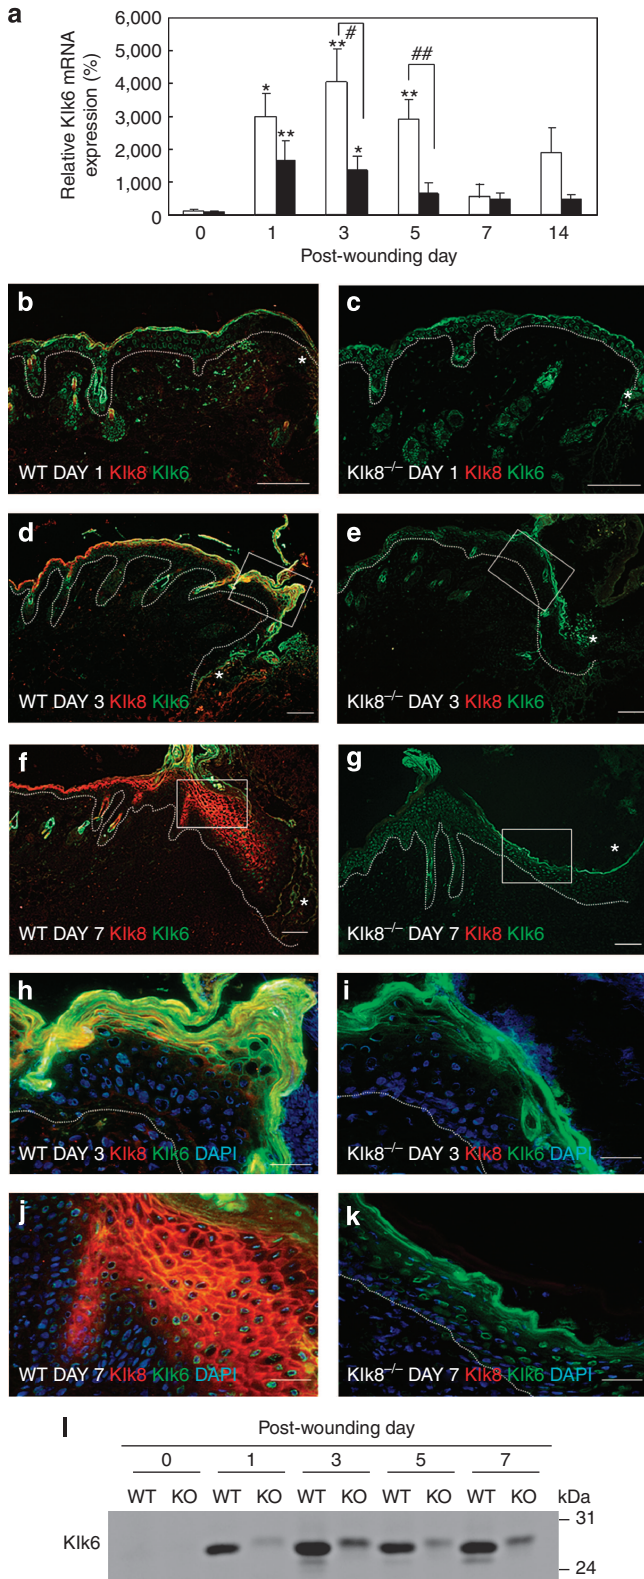 a
Relative Klk6 mRNA
expression (%)
6,000
5,000
4,000
3,000
2,000
1,000
0
* ** ** * # ** ##
0 1 3 5 7 14
Post-wounding day
b
*
WT DAY 1 Klk8 Klk6
c
*
Klk8–/– DAY 1 Klk8 Klk6
d
*
WT DAY 3 Klk8 Klk6
e
*
Klk8–/– DAY 3 Klk8 Klk6
f
*
WT DAY 7 Klk8 Klk6
g
*
Klk8–/– DAY 7 Klk8 Klk6
h
WT DAY 3 Klk8 Klk6 DAPI
i
Klk8–/– DAY 3 Klk8 Klk6 DAPI
j
WT DAY 7 Klk8 Klk6 DAPI
k
Klk8–/– DAY 7 Klk8 Klk6 DAPI
l
Post-wounding day
0 1 3 5 7
WT KO WT KO WT KO WT KO WT KO kDa
Klk6
31
24